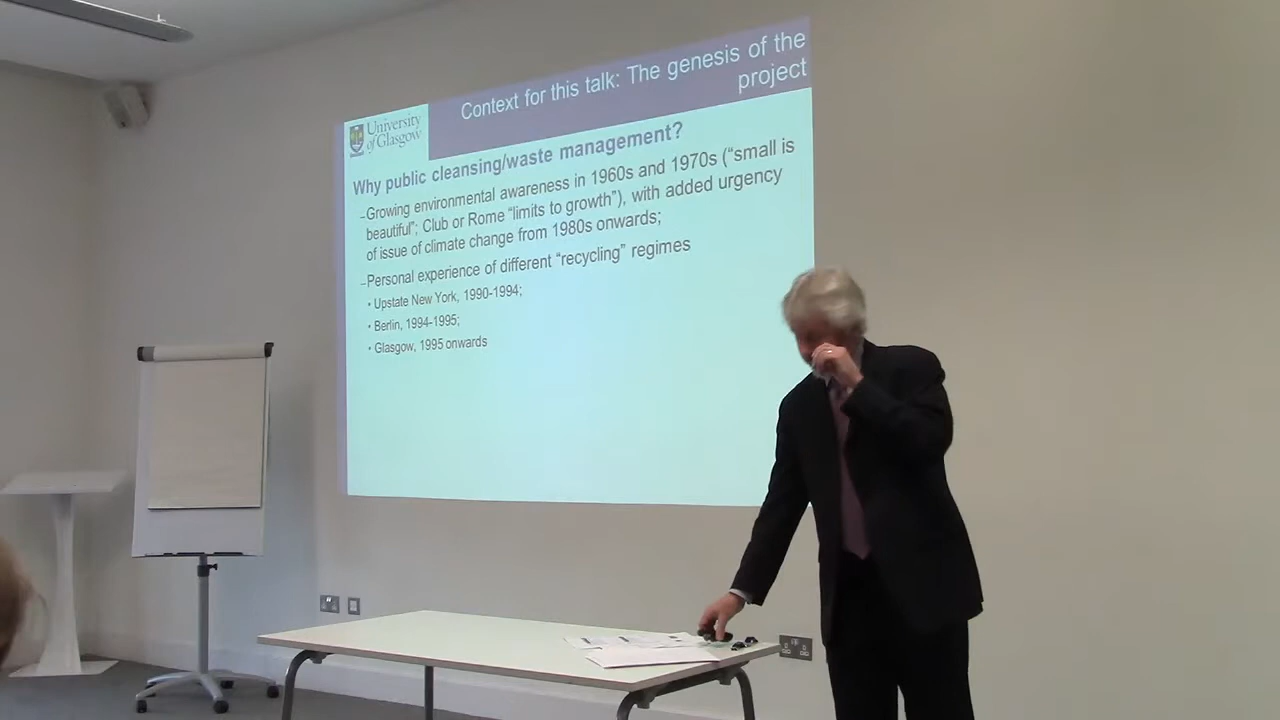 Context for this talk: The genesis of the
project
University
of Glasgow
Why public cleansing/waste management?
–Growing environmental awareness in 1960s and 1970s (“small is
beautiful”; Club or Rome “limits to growth”), with added urgency
of issue of climate change from 1980s onwards;
–Personal experience of different “recycling” regimes
• Upstate New York, 1990-1994;
• Berlin, 1994-1995;
• Glasgow, 1995 onwards